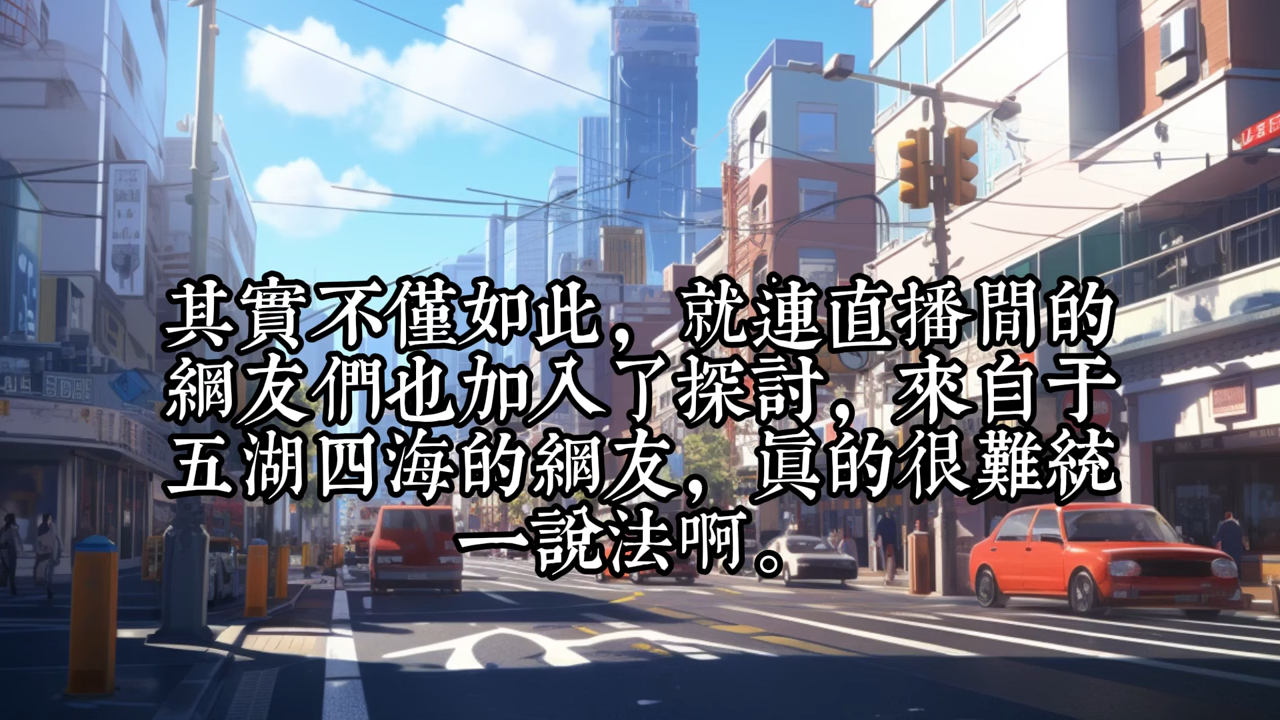 其實不僅如此，就連直播間的
網友們也加入了探討，來自于
五湖四海的網友，眞的很難統
一說法啊。